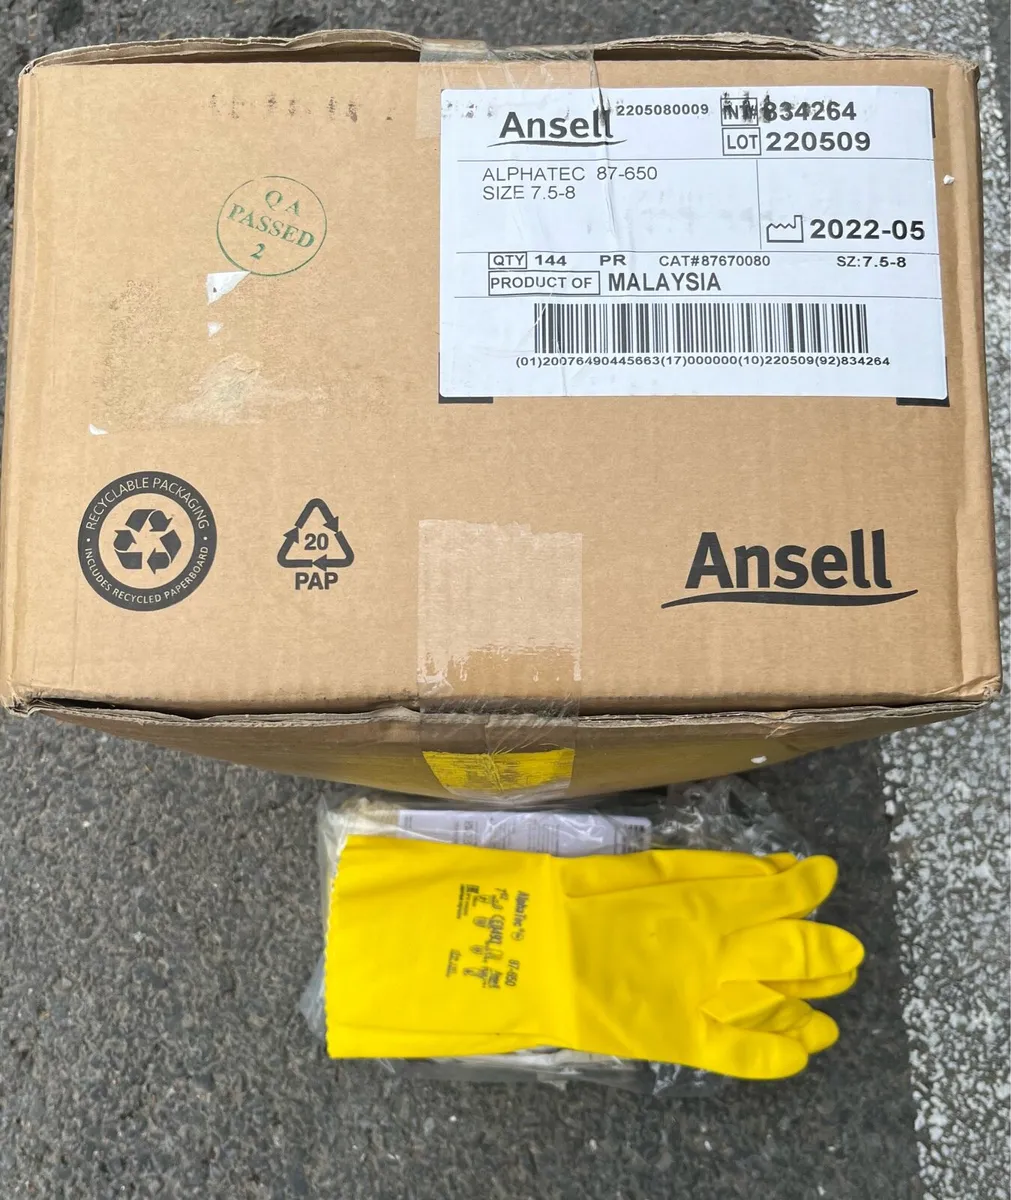 Ansell
2205080009
INT# 834264
LOT 220509
ALPHATEC 87-650
SIZE 7.5-8
2022-05
QTY 144 PR CAT#87670080 SZ:7.5-8
PRODUCT OF MALAYSIA
(01)20076490445663(17)000000(10)220509(92)834264
QA
PASSED
2
RECYCLABLE PACKAGING
INCLUDES RECYCLED PAPERBOARD
20
PAP
Ansell
AlphaTec® 87-650